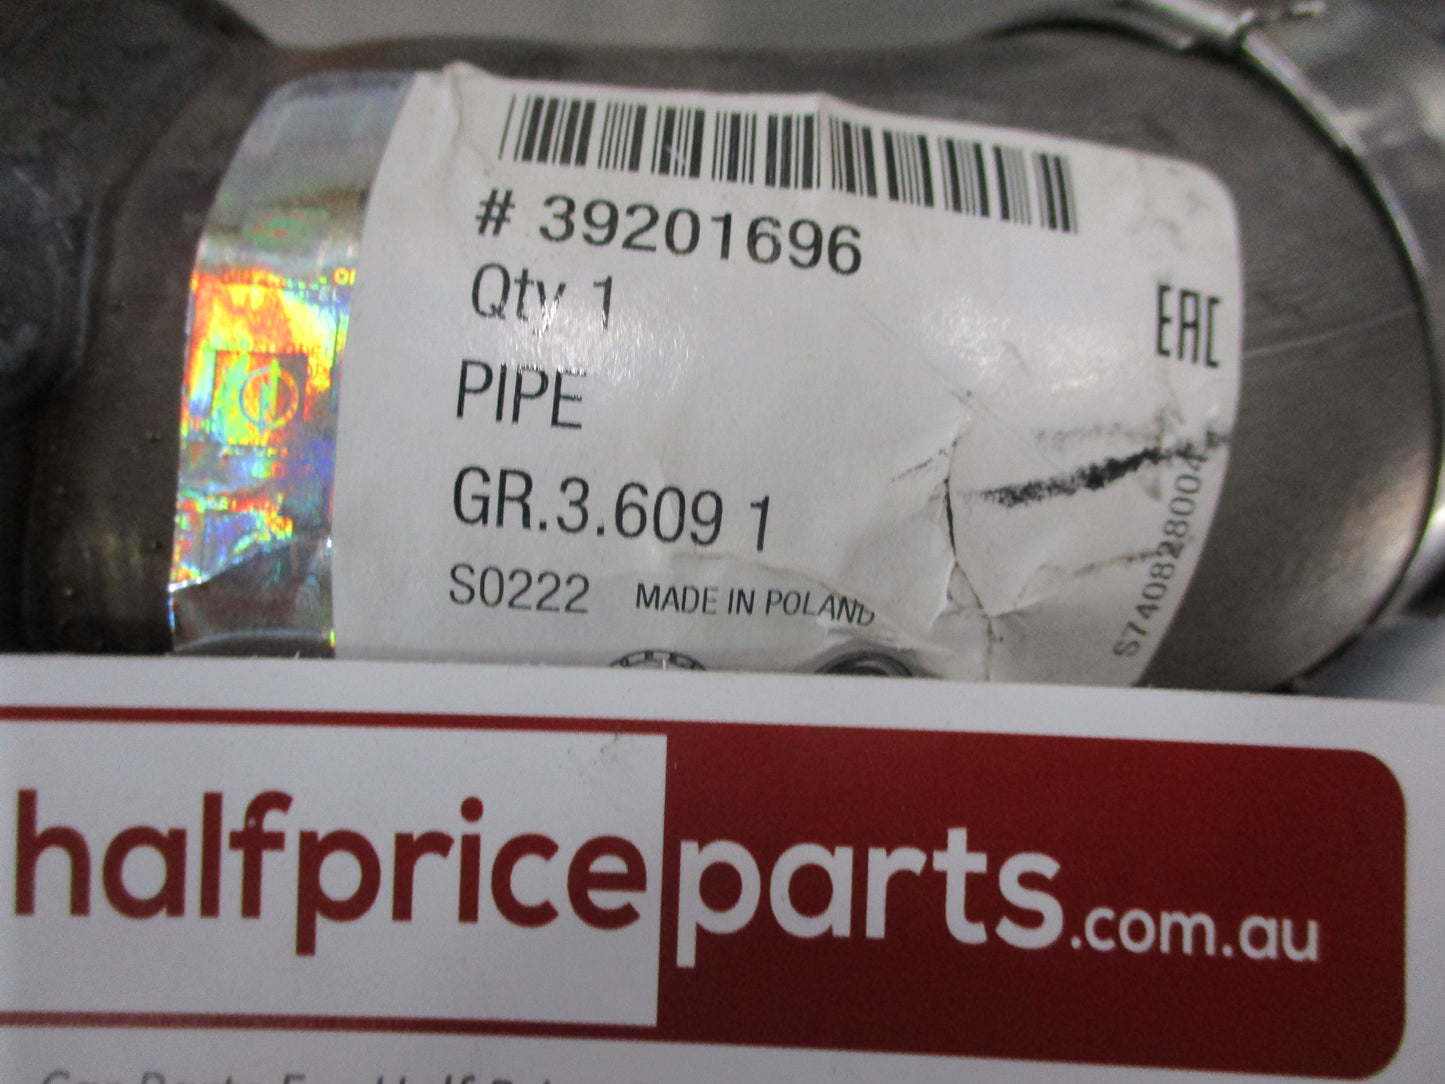 # 39201696
Qty 1
PIPE
GR.3.609 1
S0222 MADE IN POLAND
EAC
S740828004
halfpriceparts.com.au